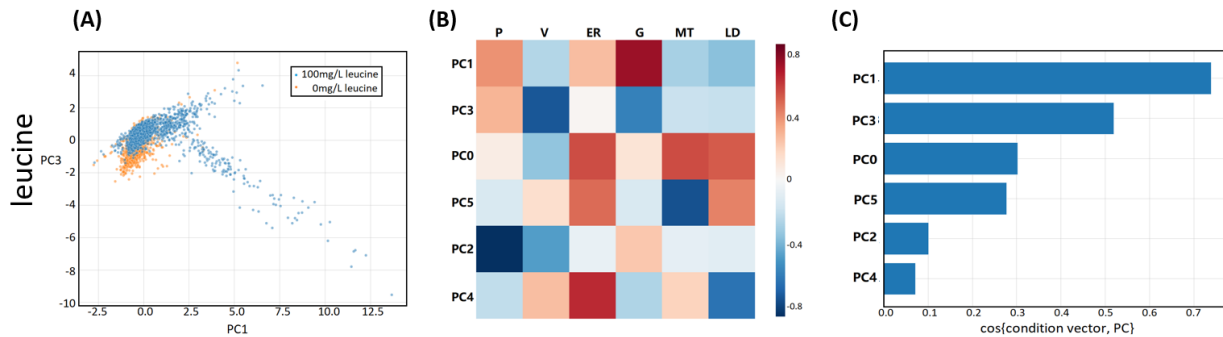 (A)
(B)
(C)
leucine
100mg/L leucine
0mg/L leucine
4
2
0
PC3
-2
-4
-6
-8
-10
-2.5 0.0 2.5 5.0 7.5 10.0 12.5
PC1
P V ER G MT LD
PC1
PC3
PC0
PC5
PC2
PC4
0.8
0.4
0
-0.4
-0.8
PC1
PC3
PC0
PC5
PC2
PC4
0.0 0.1 0.2 0.3 0.4 0.5 0.6 0.7
cos{condition vector, PC}